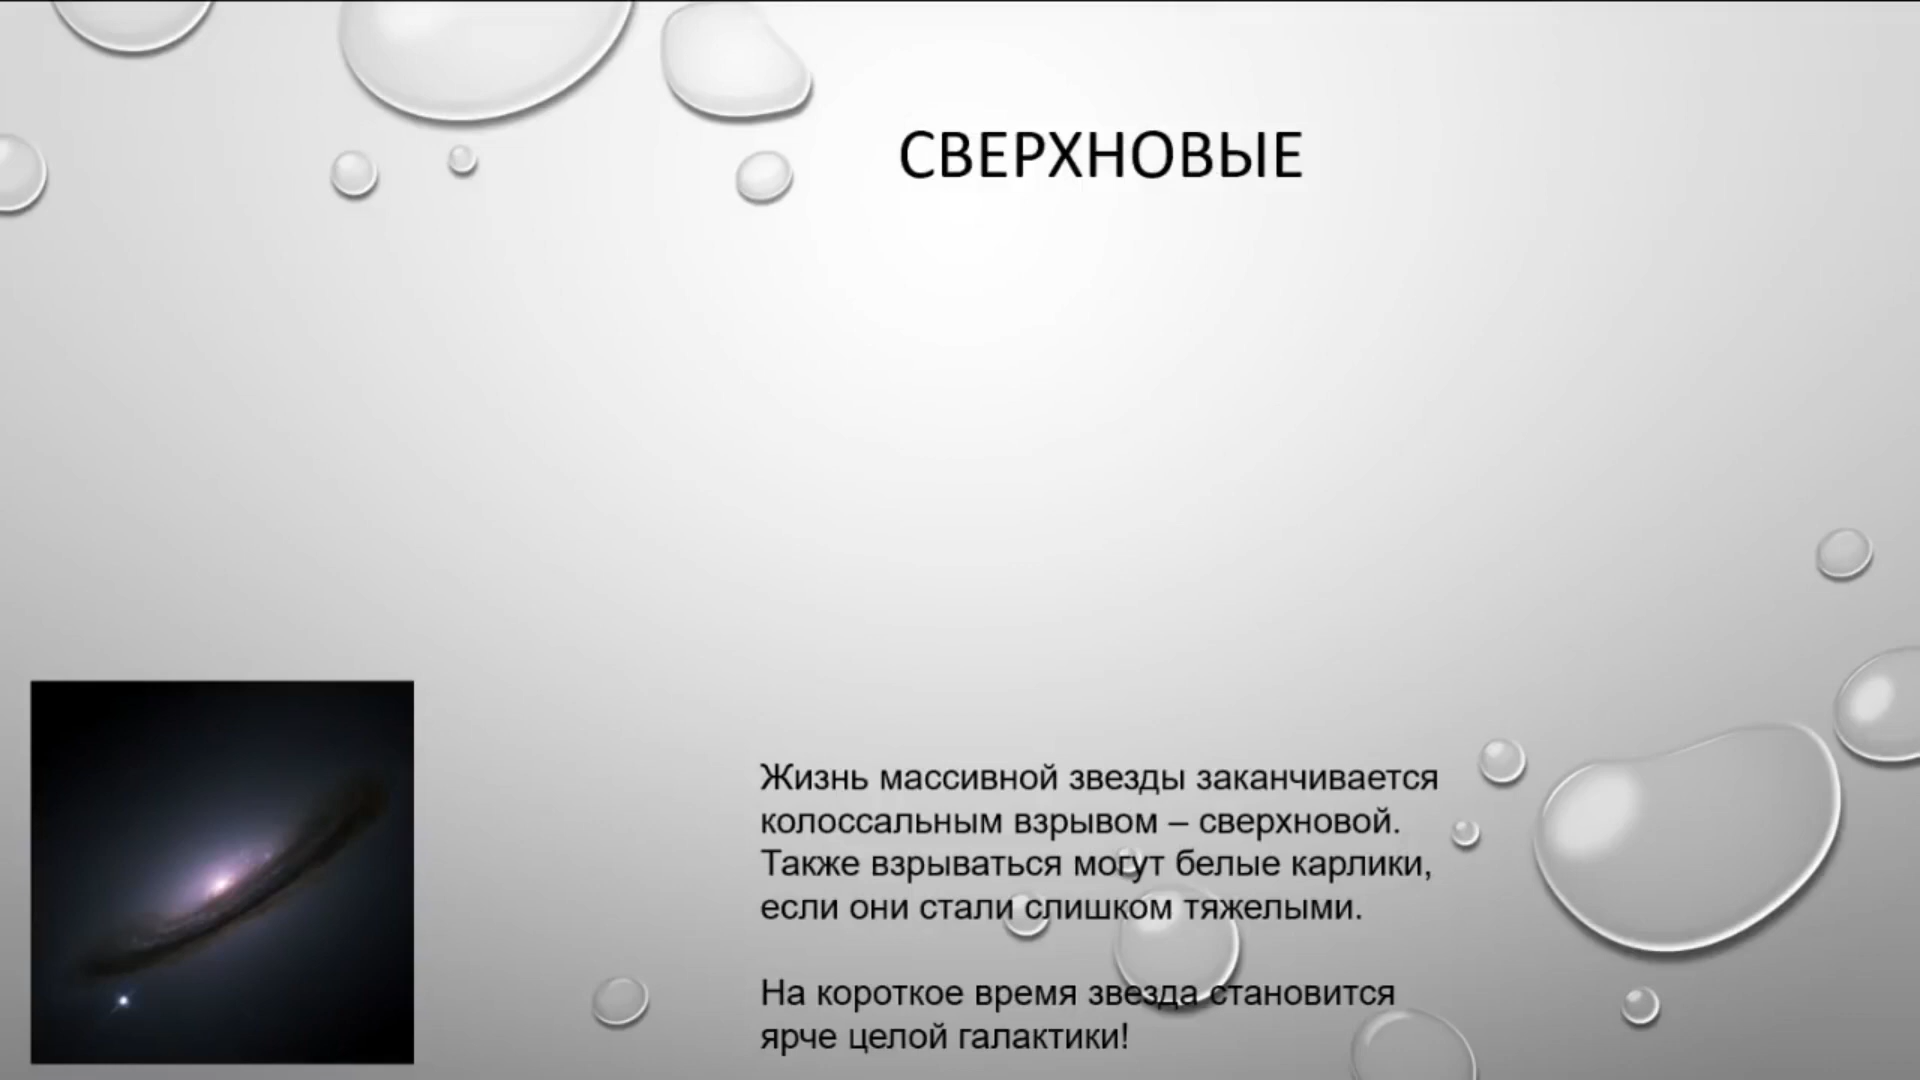 СВЕРХНОВЫЕ
Жизнь массивной звезды заканчивается
колоссальным взрывом – сверхновой.
Также взрываться могут белые карлики,
если они стали слишком тяжелыми.
На короткое время звезда становится
ярче целой галактики!